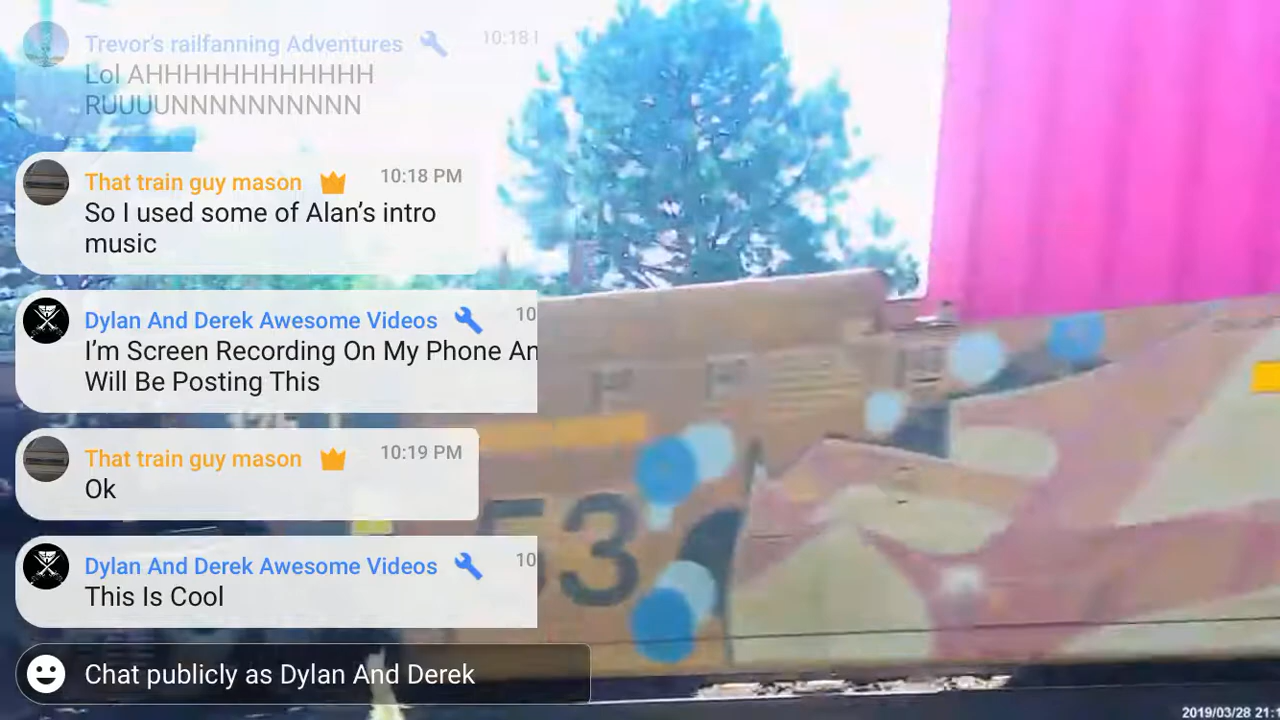 Trevor's railfanning Adventures 10:18
Lol AHHHHHHHHHHHHH
RUUUUNNNNNNNNNN
That train guy mason 10:18 PM
So I used some of Alan's intro
music
Dylan And Derek Awesome Videos 10
I'm Screen Recording On My Phone An
Will Be Posting This
That train guy mason 10:19 PM
Ok
Dylan And Derek Awesome Videos 10
This Is Cool
Chat publicly as Dylan And Derek
53
2019/03/28 21:1